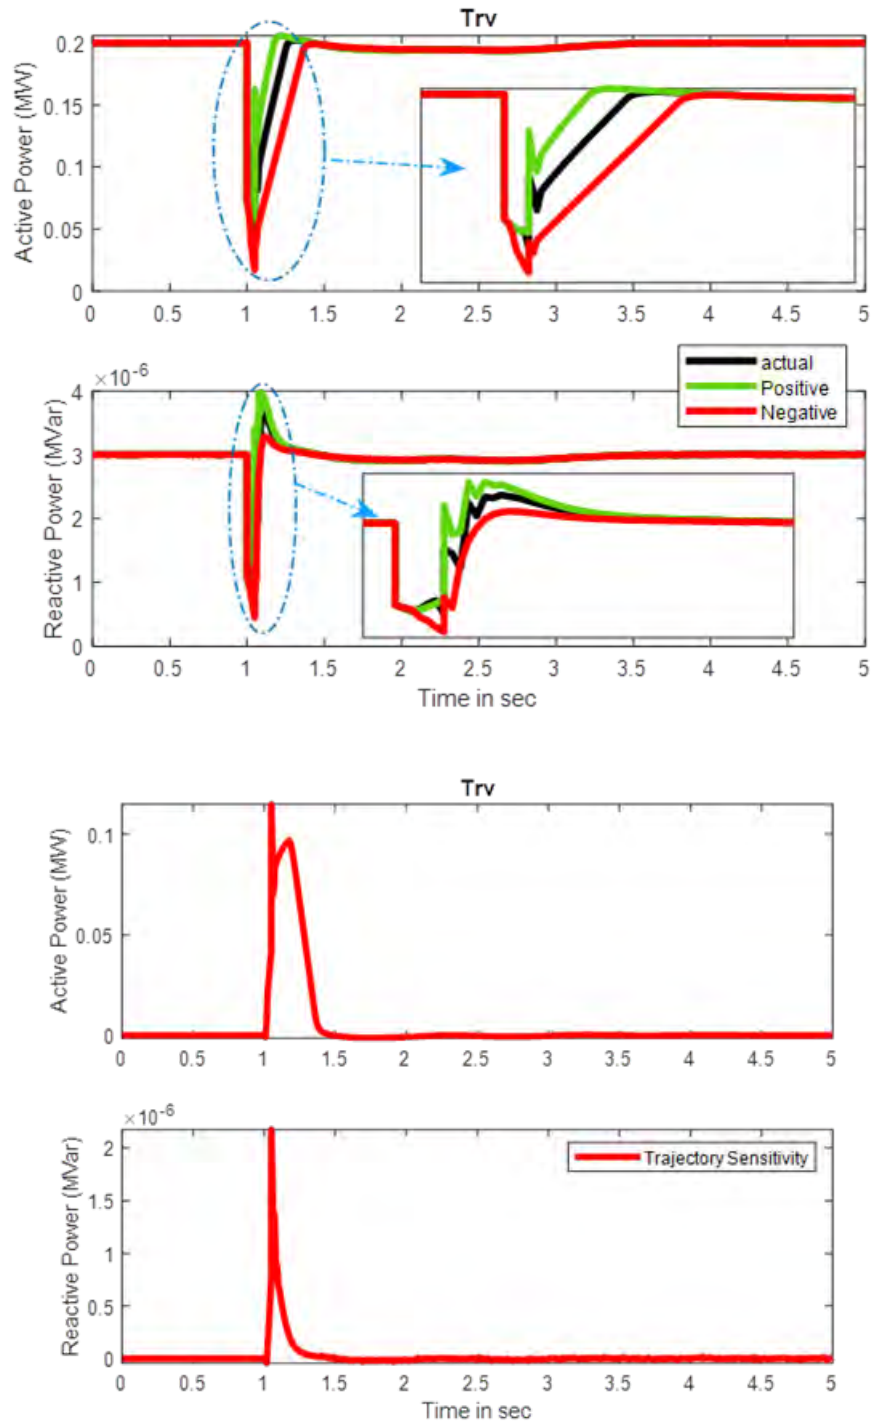 Trv
Active Power (MW)
0.2
0.15
0.1
0.05
0
0 0.5 1 1.5 2 2.5 3 3.5 4 4.5 5
×10-6
Reactive Power (MVar)
4
3
2
1
0
actual
Positive
Negative
0 0.5 1 1.5 2 2.5 3 3.5 4 4.5 5
Time in sec
Trv
Active Power (MW)
0.1
0.05
0
0 0.5 1 1.5 2 2.5 3 3.5 4 4.5 5
×10-6
Reactive Power (MVar)
2
1.5
1
0.5
0
Trajectory Sensitivity
0 0.5 1 1.5 2 2.5 3 3.5 4 4.5 5
Time in sec